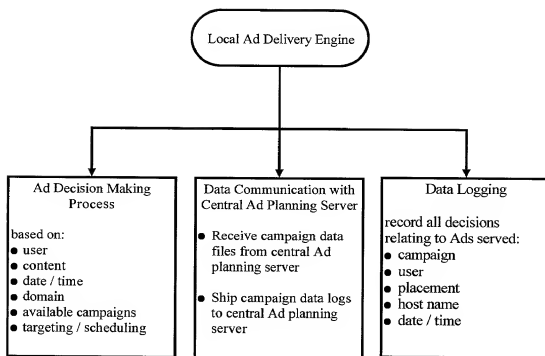 Local Ad Delivery Engine
Ad Decision Making
Process
based on:
● user
● content
● date / time
● domain
● available campaigns
● targeting / scheduling
Data Communication with
Central Ad Planning Server
● Receive campaign data
files from central Ad
planning server
● Ship campaign data logs
to central Ad planning
server
Data Logging
record all decisions
relating to Ads served:
● campaign
● user
● placement
● host name
● date / time